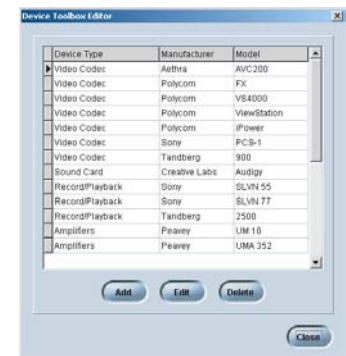 Device Toolbox Editor
Device Type Manufacturer Model
Video Codec Aethra AVC200
Video Codec Polycom FX
Video Codec Polycom VS4000
Video Codec Polycom ViewStation
Video Codec Polycom iPower
Video Codec Sony PCS-1
Video Codec Tandberg 900
Sound Card Creative Labs Audigy
Record/Playback Sony SLVN 55
Record/Playback Sony SLVN 77
Record/Playback Tandberg 2500
Amplifiers Peavey UM 10
Amplifiers Peavey UMA 352
Add Edit Delete
Close